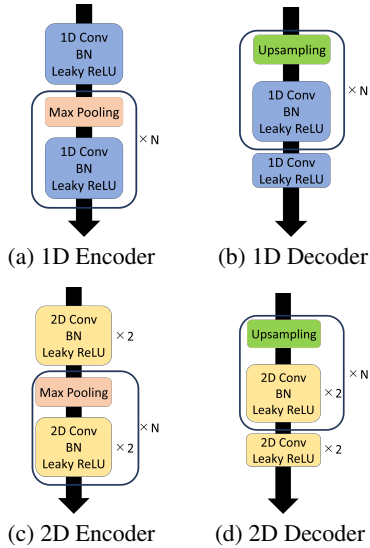 1D Conv
BN
Leaky ReLU
Max Pooling
1D Conv
BN
Leaky ReLU
× N
(a) 1D Encoder
Upsampling
1D Conv
BN
Leaky ReLU
× N
1D Conv
Leaky ReLU
(b) 1D Decoder
2D Conv
BN
Leaky ReLU
× 2
Max Pooling
2D Conv
BN
Leaky ReLU
× 2
× N
(c) 2D Encoder
Upsampling
2D Conv
BN
Leaky ReLU
× 2
× N
2D Conv
Leaky ReLU
× 2
(d) 2D Decoder